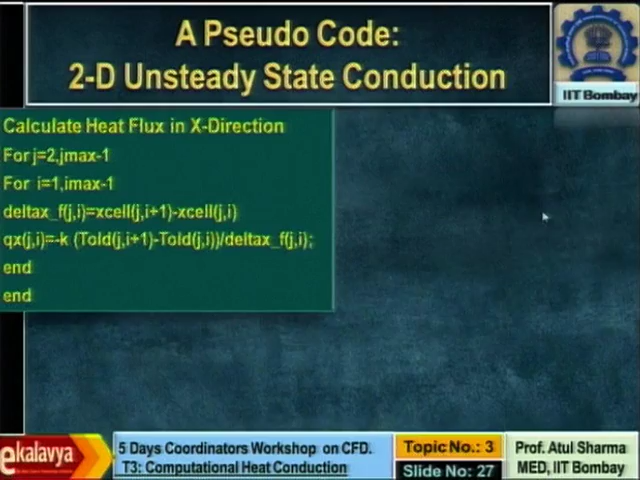 A Pseudo Code:
2-D Unsteady State Conduction
IIT Bombay
Calculate Heat Flux in X-Direction
For j=2,jmax-1
For i=1,imax-1
deltax_f(j,i)=xcell(j,i+1)-xcell(j,i)
qx(j,i)=-k (Told(j,i+1)-Told(j,i))/deltax_f(j,i);
end
end
ekalavya
5 Days Coordinators Workshop on CFD.
T3: Computational Heat Conduction
Topic No.: 3
Slide No: 27
Prof. Atul Sharma
MED, IIT Bombay